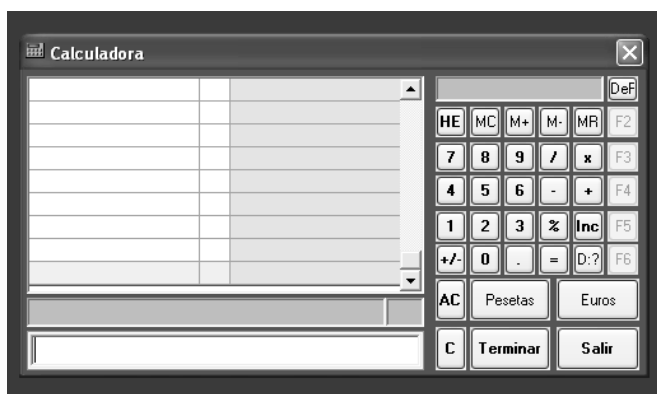 Calculadora
DeF
HE MC M+ M- MR F2
7 8 9 / x F3
4 5 6 - + F4
1 2 3 % Inc F5
+/- 0 . = D:? F6
AC Pesetas Euros
C Terminar Salir